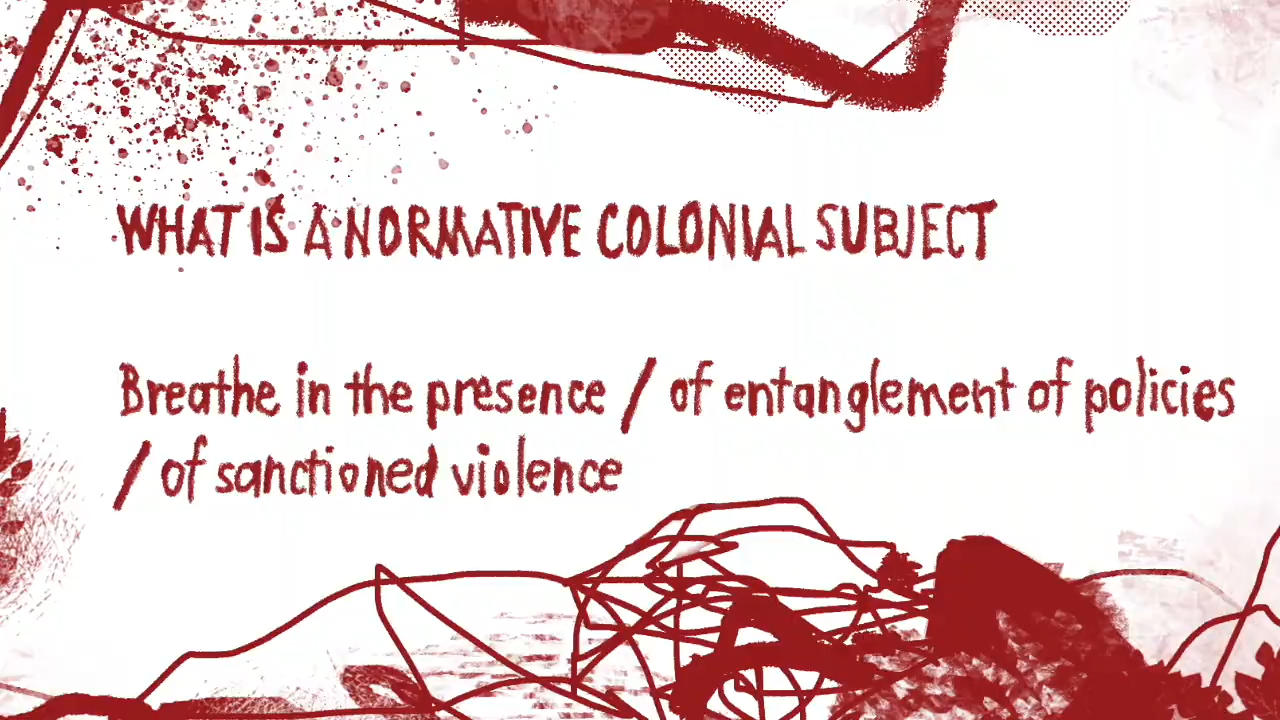 WHAT IS A NORMATIVE COLONIAL SUBJECT
Breathe in the presence / of entanglement of policies
/ of sanctioned violence